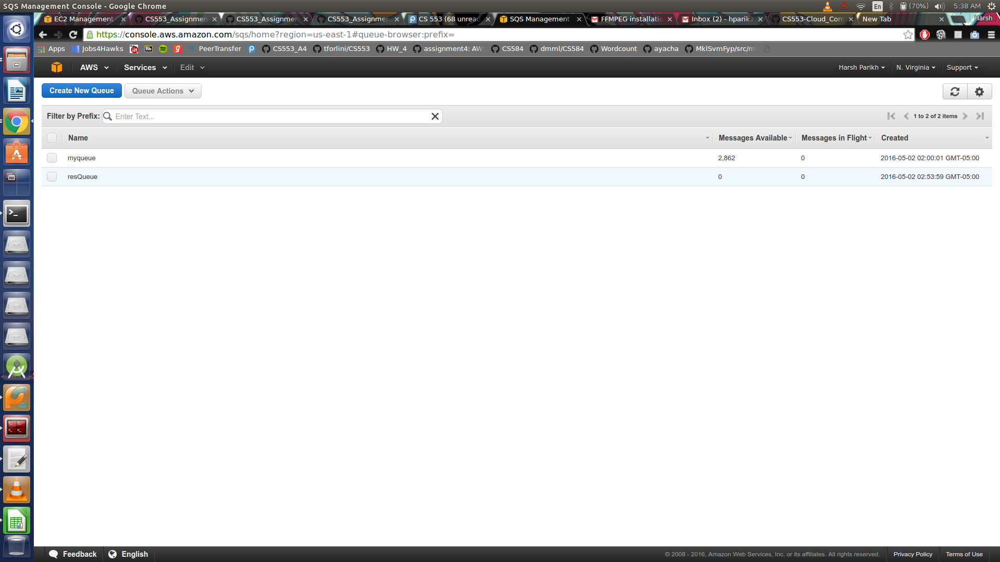 SQS Management Console - Google Chrome
En (70%) 5:38 AM
EC2 Management CS553_Assignmen CS553_Assignmen CS553_Assignmen CS 553 (68 unread SQS Management FFMPEG installatio Inbox (2) - hparik1 CS553-Cloud_Com New Tab Harsh
https://console.aws.amazon.com/sqs/home?region=us-east-1#queue-browser:prefix=
Apps Jobs4Hawks Bb PeerTransfer CS553_A4 tforlini/CS553 HW_4 assignment4: AW CS584 dmml/CS584 Wordcount ayacha MklSvmFyp/src/m
AWS Services Edit Harsh Parikh N. Virginia Support
Create New Queue Queue Actions
Filter by Prefix: Enter Text... 1 to 2 of 2 items
Name Messages Available Messages in Flight Created
myqueue 2,862 0 2016-05-02 02:00:01 GMT-05:00
resQueue 0 0 2016-05-02 02:53:59 GMT-05:00
Feedback English © 2008 - 2016, Amazon Web Services, Inc. or its affiliates. All rights reserved. Privacy Policy Terms of Use